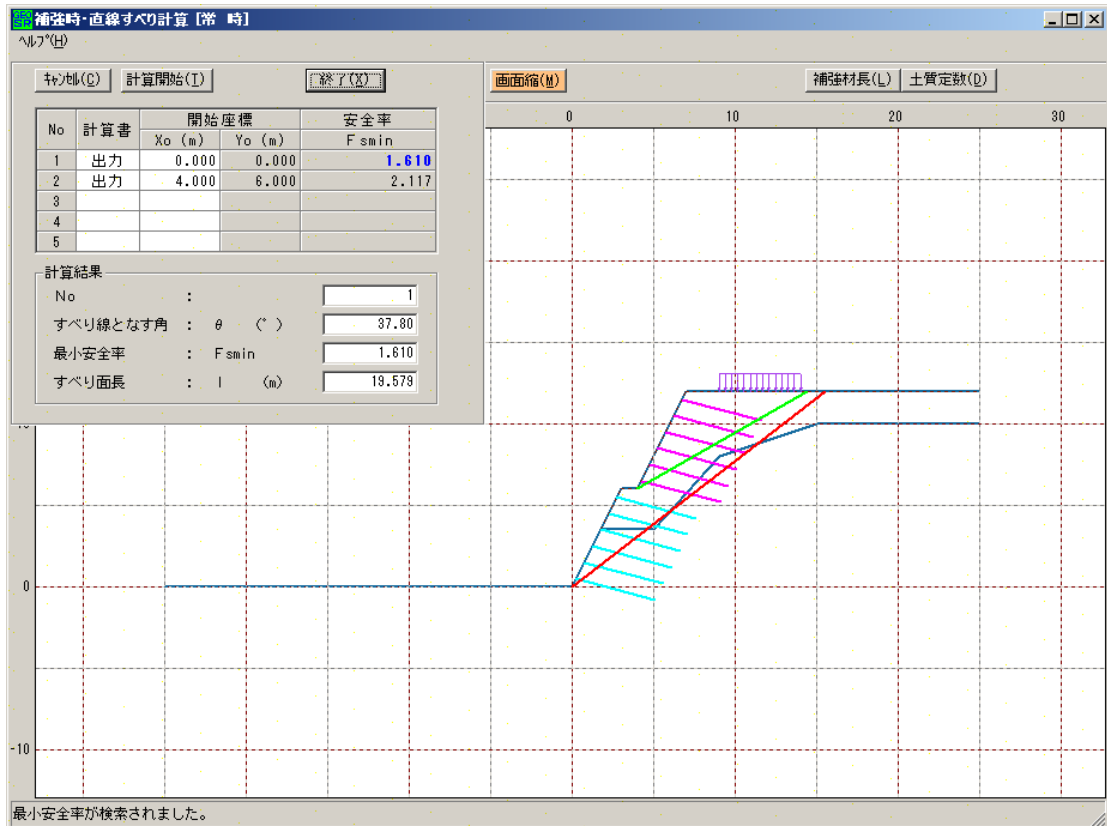 補強時・直線すべり計算 [常　時]
ヘルプ(H)
キャンセル(C) 計算開始(I) 終了(X) 画面縮(M) 補強材長(L) 土質定数(D)
No 計算書 開始座標 安全率
Xo (m) Yo (m) Fsmin
1 出力 0.000 0.000 1.610
2 出力 4.000 6.000 2.117
3
4
5
計算結果
No : 1
すべり線となす角 : θ (°) 37.80
最小安全率 : Fsmin 1.610
すべり面長 : l (m) 19.579
0 10 20 30
0
-10
最小安全率が検索されました。